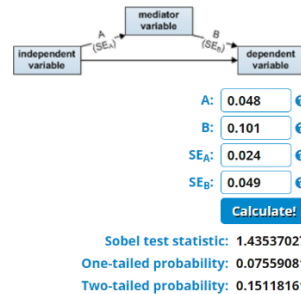 mediator
variable
A
(SEA)
B
(SEB)
independent
variable
dependent
variable
A: 0.048
B: 0.101
SEA: 0.024
SEB: 0.049
Calculate!
Sobel test statistic: 1.4353702
One-tailed probability: 0.0755908
Two-tailed probability: 0.1511816